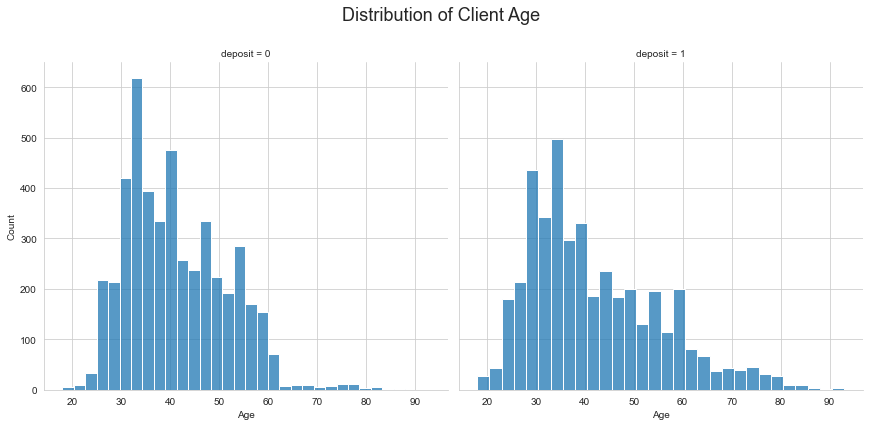 Distribution of Client Age
deposit = 0
deposit = 1
600
500
400
300
200
100
0
Count
20 30 40 50 60 70 80 90
20 30 40 50 60 70 80 90
Age
Age